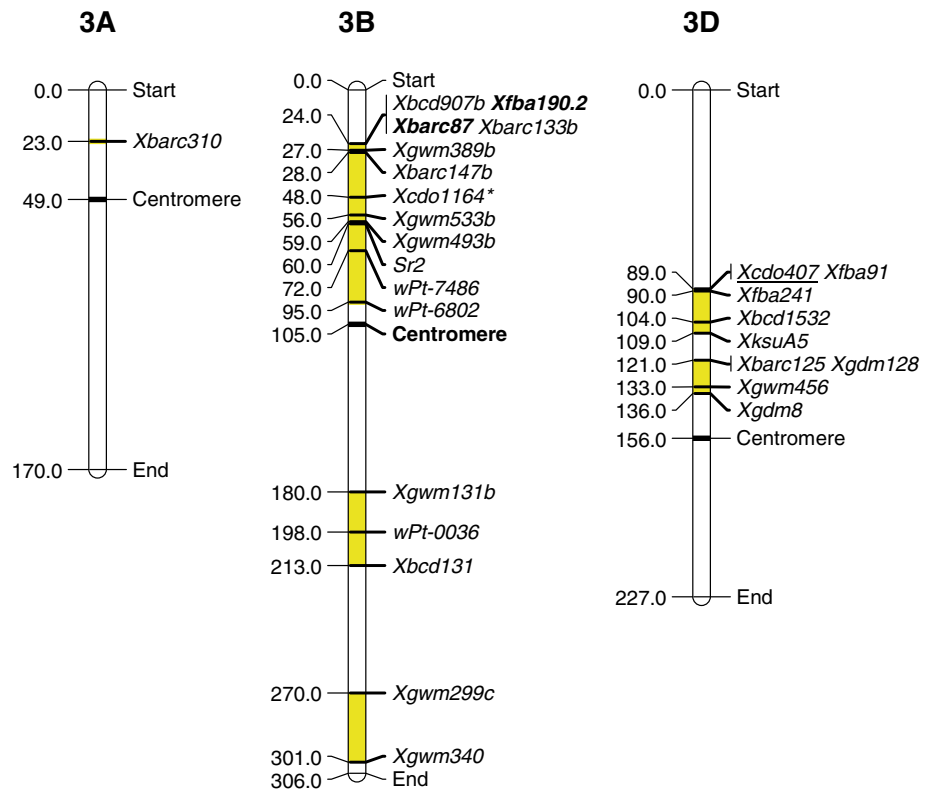 3A
0.0 Start
23.0 Xbarc310
49.0 Centromere
170.0 End
3B
0.0 Start
24.0 Xbcd907b Xfba190.2
Xbarc87 Xbarc133b
27.0 Xgwm389b
28.0 Xbarc147b
48.0 Xcdo1164*
56.0 Xgwm533b
59.0 Xgwm493b
60.0 Sr2
72.0 wPt-7486
95.0 wPt-6802
105.0 Centromere
180.0 Xgwm131b
198.0 wPt-0036
213.0 Xbcd131
270.0 Xgwm299c
301.0 Xgwm340
306.0 End
3D
0.0 Start
89.0 Xcdo407 Xfba91
90.0 Xfba241
104.0 Xbcd1532
109.0 XksuA5
121.0 Xbarc125 Xgdm128
133.0 Xgwm456
136.0 Xgdm8
156.0 Centromere
227.0 End